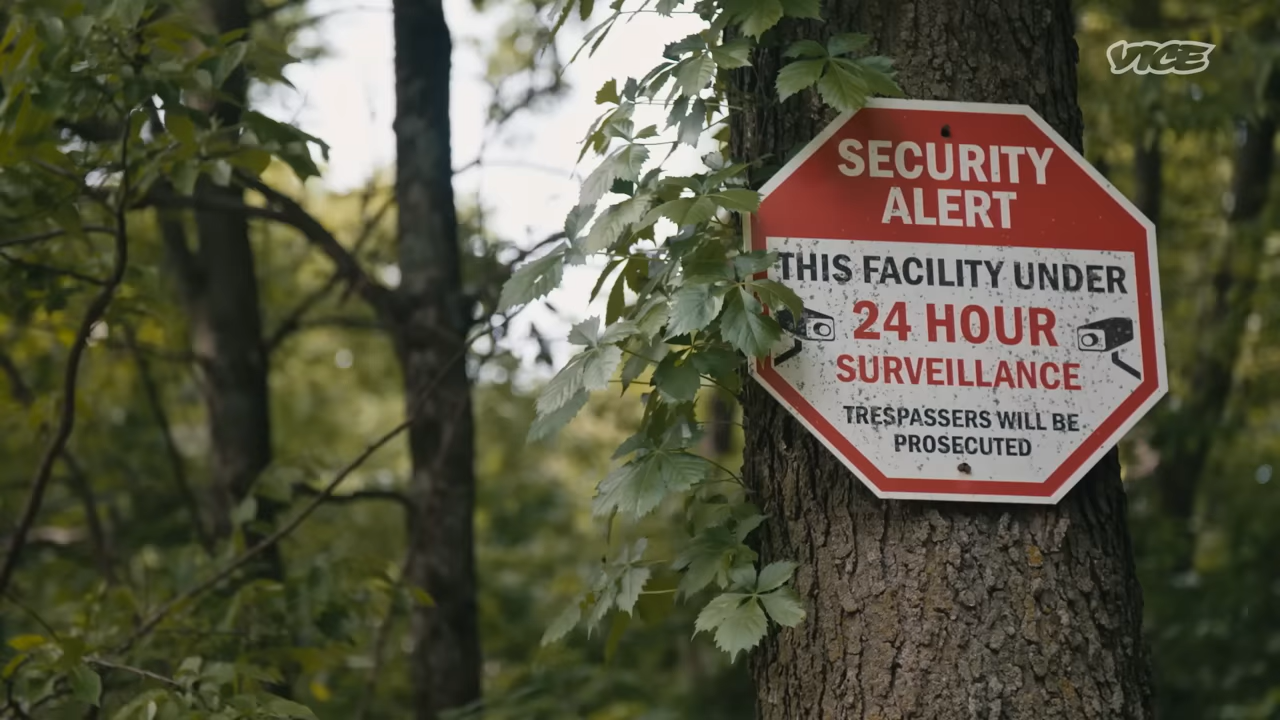 VICE
SECURITY
ALERT
THIS FACILITY UNDER
24 HOUR
SURVEILLANCE
TRESPASSERS WILL BE
PROSECUTED